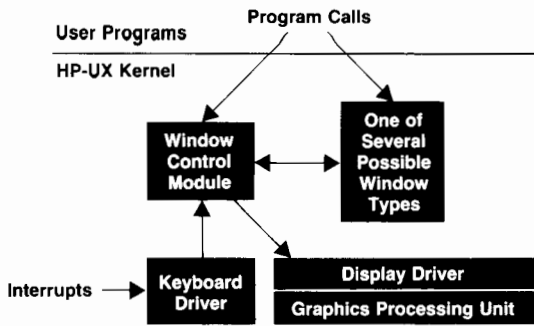 Program Calls
User Programs
HP-UX Kernel
Window
Control
Module
One of
Several
Possible
Window
Types
Interrupts
Keyboard
Driver
Display Driver
Graphics Processing Unit